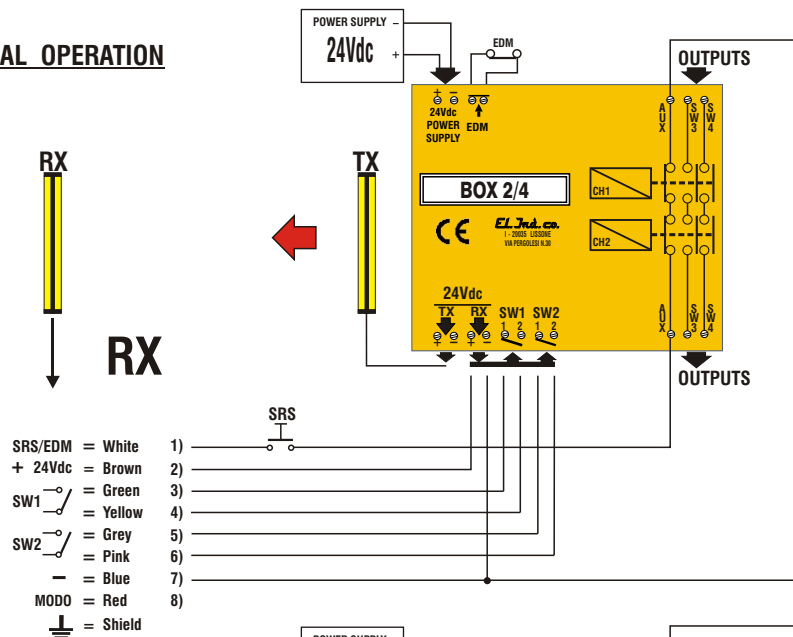 AL OPERATION
POWER SUPPLY –
24Vdc
+
EDM
OUTPUTS
RX
TX
+ –
24Vdc
POWER
SUPPLY
EDM
AUX SW3 SW4
BOX 2/4
CH1
CE
EL.Ind.co.
I - 20035 LISSONE
VIA PERGOLESI N.30
CH2
24Vdc
TX RX SW1 SW2
1 2 1 2
+ – + –
AUX SW3 SW4
OUTPUTS
RX
SRS
SRS/EDM = White 1)
+ 24Vdc = Brown 2)
SW1 = Green 3)
= Yellow 4)
SW2 = Grey 5)
= Pink 6)
– = Blue 7)
MODO = Red 8)
= Shield
POWER SUPPLY